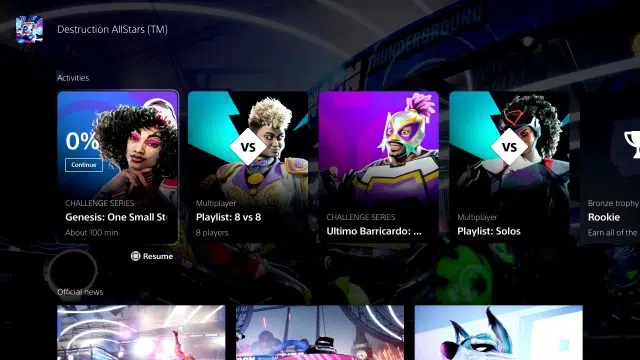 Destruction AllStars (TM)
Activities
0%
Continue
CHALLENGE SERIES
Genesis: One Small St
About 100 min
Resume
VS
Multiplayer
Playlist: 8 vs 8
8 players
CHALLENGE SERIES
Ultimo Barricardo: ...
VS
Multiplayer
Playlist: Solos
Bronze trophy
Rookie
Earn all of the
THUNDERGROUND
Official news